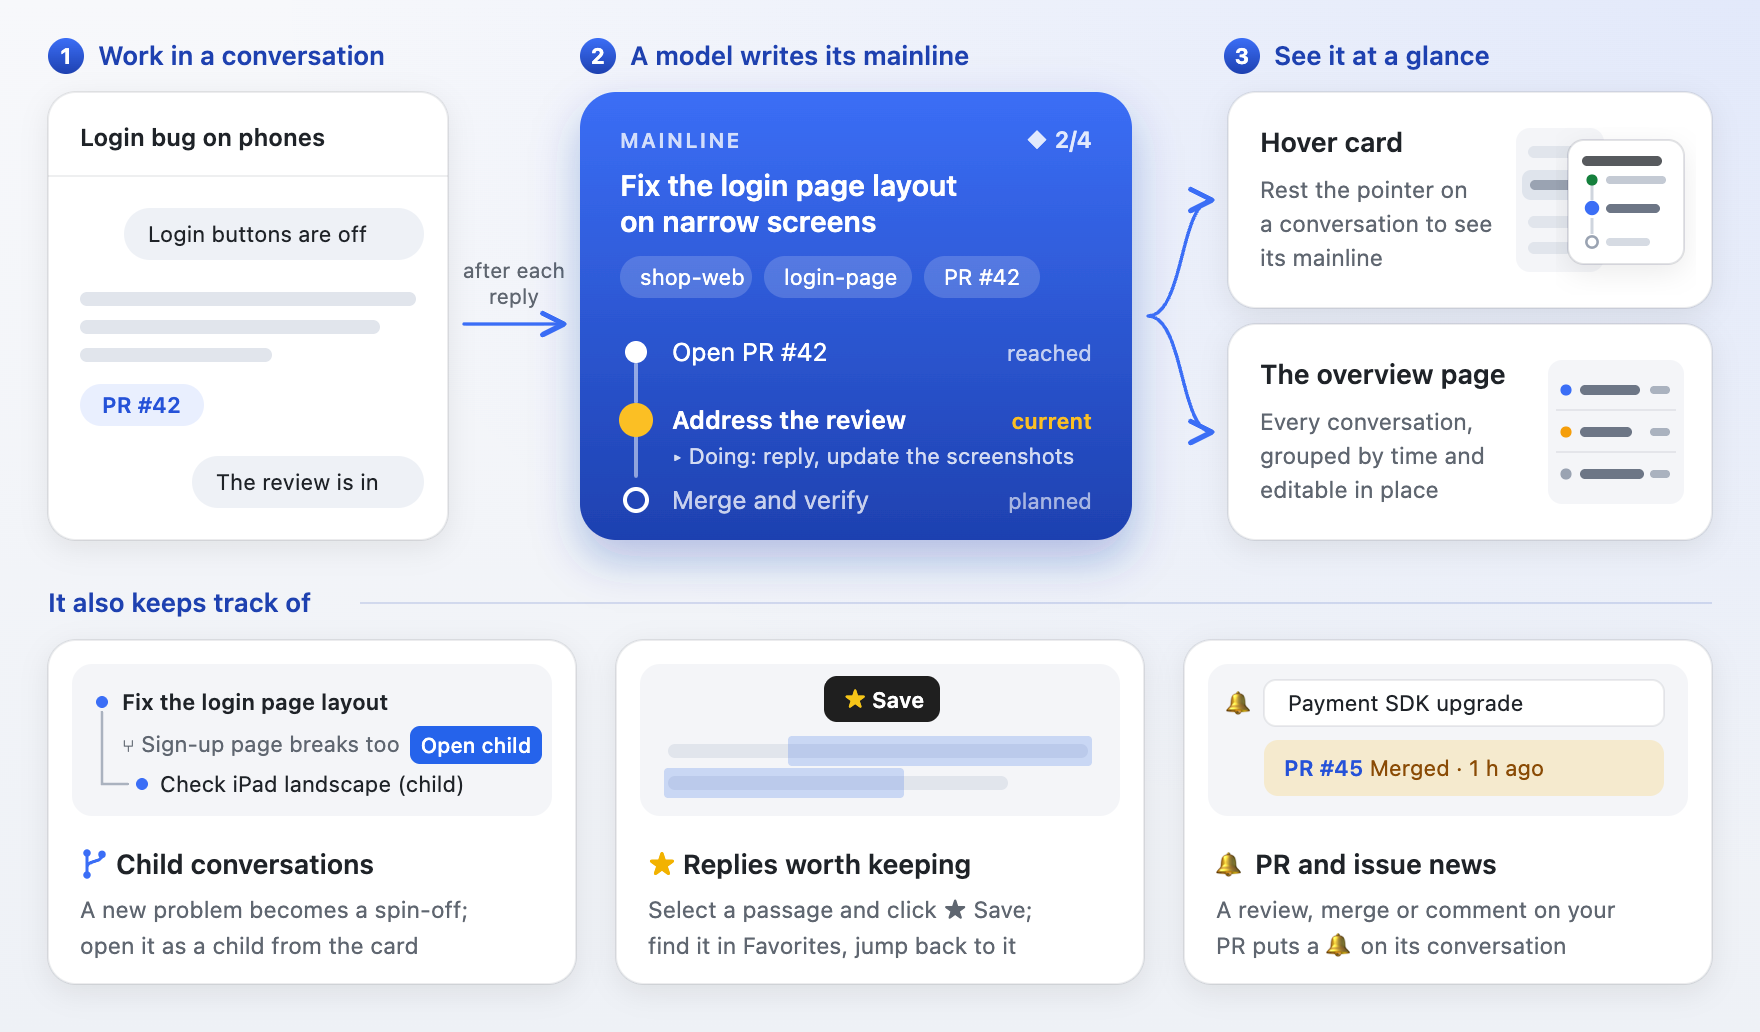 1 Work in a conversation
Login bug on phones
Login buttons are off
PR #42
The review is in
after each
reply
2 A model writes its mainline
MAINLINE
◆ 2/4
Fix the login page layout
on narrow screens
shop-web
login-page
PR #42
Open PR #42
reached
Address the review
current
▸ Doing: reply, update the screenshots
Merge and verify
planned
3 See it at a glance
Hover card
Rest the pointer on
a conversation to see
its mainline
The overview page
Every conversation,
grouped by time and
editable in place
It also keeps track of
Fix the login page layout
⑂ Sign-up page breaks too
Open child
Check iPad landscape (child)
Child conversations
A new problem becomes a spin-off;
open it as a child from the card
★ Save
★ Replies worth keeping
Select a passage and click ★ Save;
find it in Favorites, jump back to it
🔔 Payment SDK upgrade
PR #45 Merged · 1 h ago
🔔 PR and issue news
A review, merge or comment on your
PR puts a 🔔 on its conversation